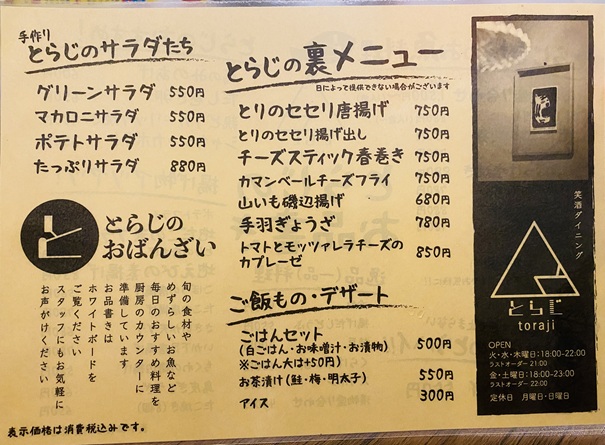 手作り
とらじのサラダたち
グリーンサラダ 550円
マカロニサラダ 550円
ポテトサラダ 550円
たっぷりサラダ 880円
と
とらじの
おばんざい
旬の食材や
めずらしいお魚など
毎日のおすすめ料理を
厨房のカウンターに
準備しています
お品書きは
ホワイトボードを
ご覧ください
スタッフにもお気軽に
お声がけください
表示価格は消費税込みです。
とらじの裏メニュー
日によって提供できない場合がございます
とりのセセリ唐揚げ 750円
とりのセセリ揚げ出し 750円
チーズスティック春巻き 750円
カマンベールチーズフライ 750円
山いも磯辺揚げ 680円
手羽ぎょうざ 780円
トマトとモッツァレラチーズの
カプレーゼ 850円
ご飯もの・デザート
ごはんセット 500円
(白ごはん・お味噌汁・お漬物)
※ごはん大は+50円)
お茶漬け(鮭・梅・明太子) 550円
アイス 300円
笑酒ダイニング
とらじ
toraji
OPEN
火・水・木曜日:18:00-22:00
ラストオーダー 21:00
金・土曜日:18:00-23:00
ラストオーダー 22:00
定休日 月曜日・日曜日